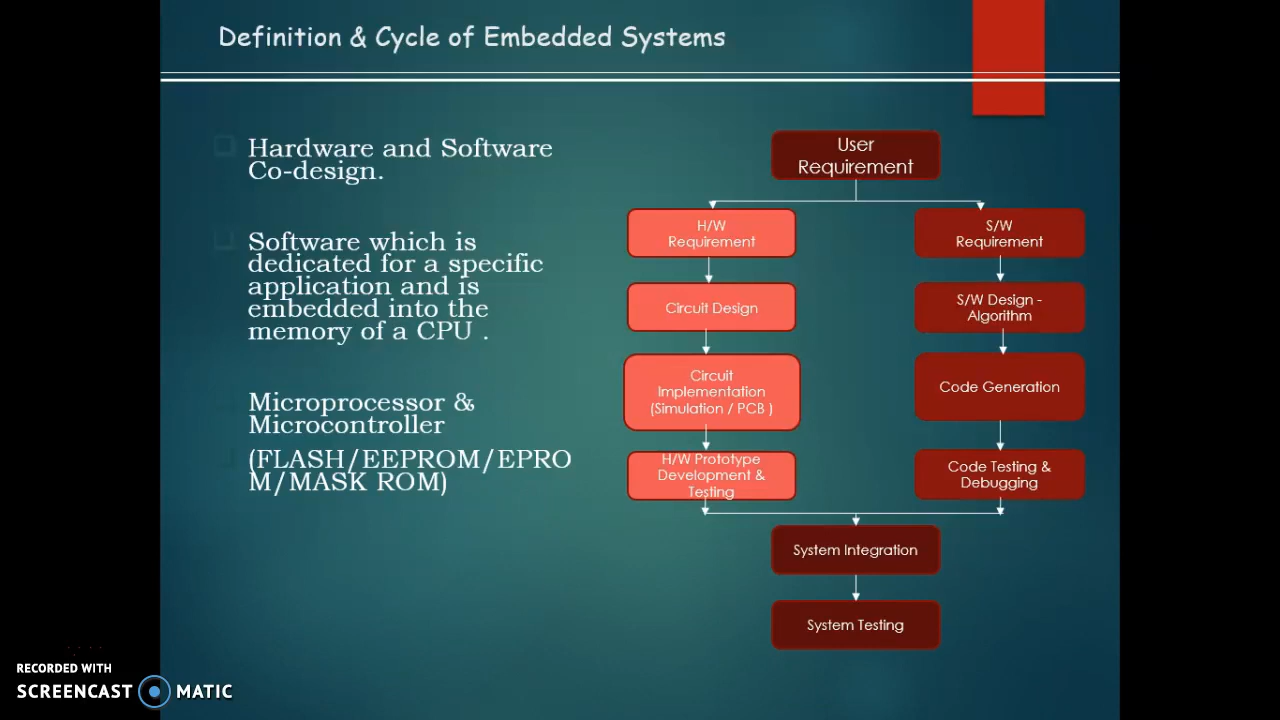 Definition & Cycle of Embedded Systems
Hardware and Software
Co-design.
Software which is
dedicated for a specific
application and is
embedded into the
memory of a CPU .
Microprocessor &
Microcontroller
(FLASH/EEPROM/EPRO
M/MASK ROM)
User
Requirement
H/W
Requirement
S/W
Requirement
Circuit Design
S/W Design -
Algorithm
Circuit
Implementation
(Simulation / PCB )
Code Generation
H/W Prototype
Development &
Testing
Code Testing &
Debugging
System Integration
System Testing
RECORDED WITH
SCREENCAST MATIC